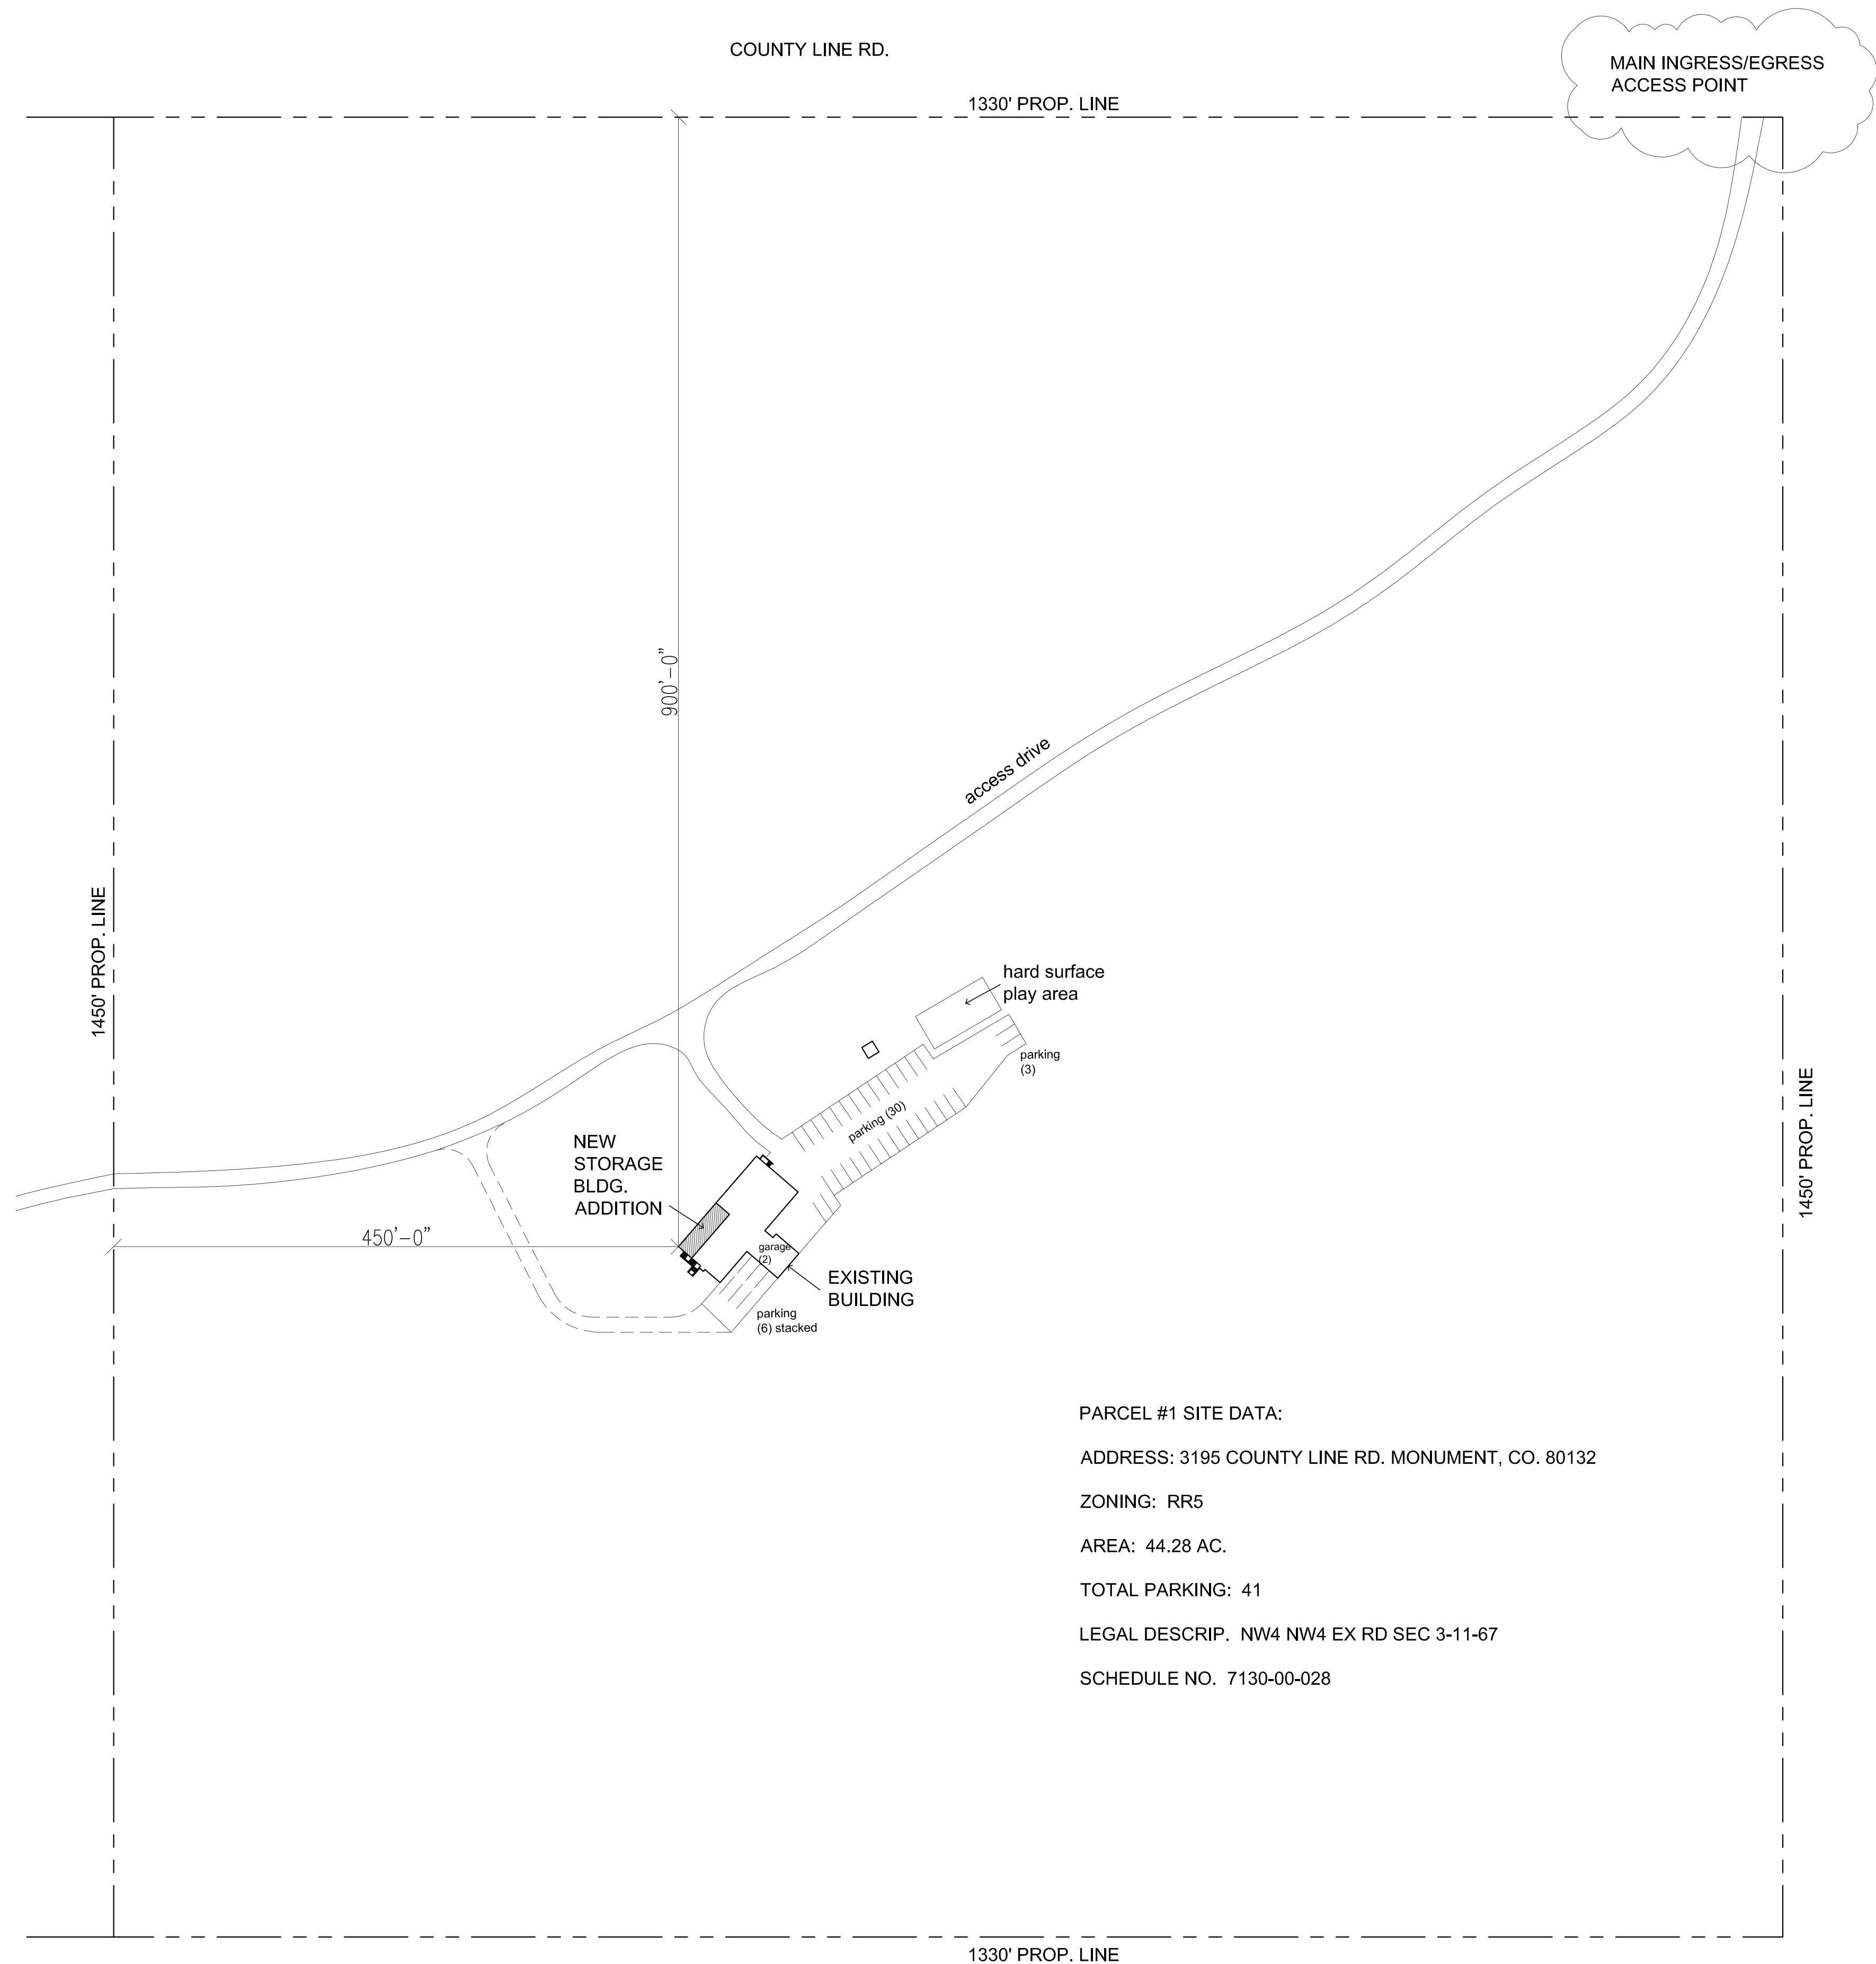 COUNTY LINE RD.
MAIN INGRESS/EGRESS
ACCESS POINT
1330' PROP. LINE
900'-0"
access drive
1450' PROP. LINE
hard surface
play area
parking
(3)
parking (30)
1450' PROP. LINE
NEW
STORAGE
BLDG.
ADDITION
450'-0"
garage
(2)
EXISTING
BUILDING
parking
(6) stacked
PARCEL #1 SITE DATA:
ADDRESS: 3195 COUNTY LINE RD. MONUMENT, CO. 80132
ZONING: RR5
AREA: 44.28 AC.
TOTAL PARKING: 41
LEGAL DESCRIP. NW4 NW4 EX RD SEC 3-11-67
SCHEDULE NO. 7130-00-028
1330' PROP. LINE